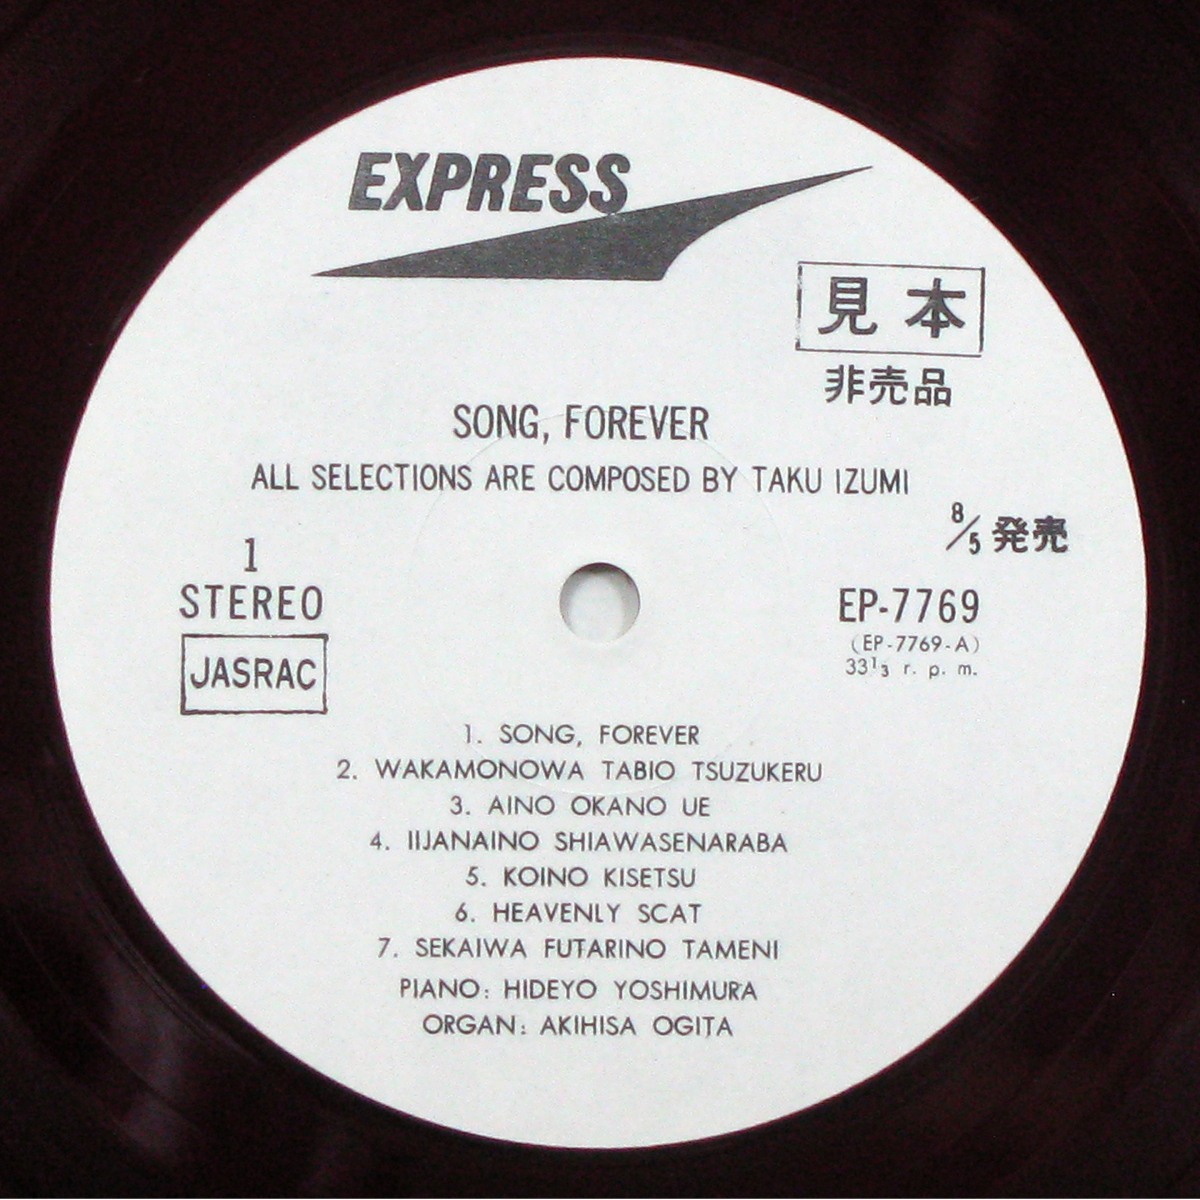 EXPRESS
見本
非売品
SONG, FOREVER
ALL SELECTIONS ARE COMPOSED BY TAKU IZUMI
8/5 発売
1
STEREO
JASRAC
EP-7769
(EP-7769-A)
33⅓ r. p. m.
1. SONG, FOREVER
2. WAKAMONOWA TABIO TSUZUKERU
3. AINO OKANO UE
4. IIJANAINO SHIAWASENARABA
5. KOINO KISETSU
6. HEAVENLY SCAT
7. SEKAIWA FUTARINO TAMENI
PIANO: HIDEYO YOSHIMURA
ORGAN: AKIHISA OGITA